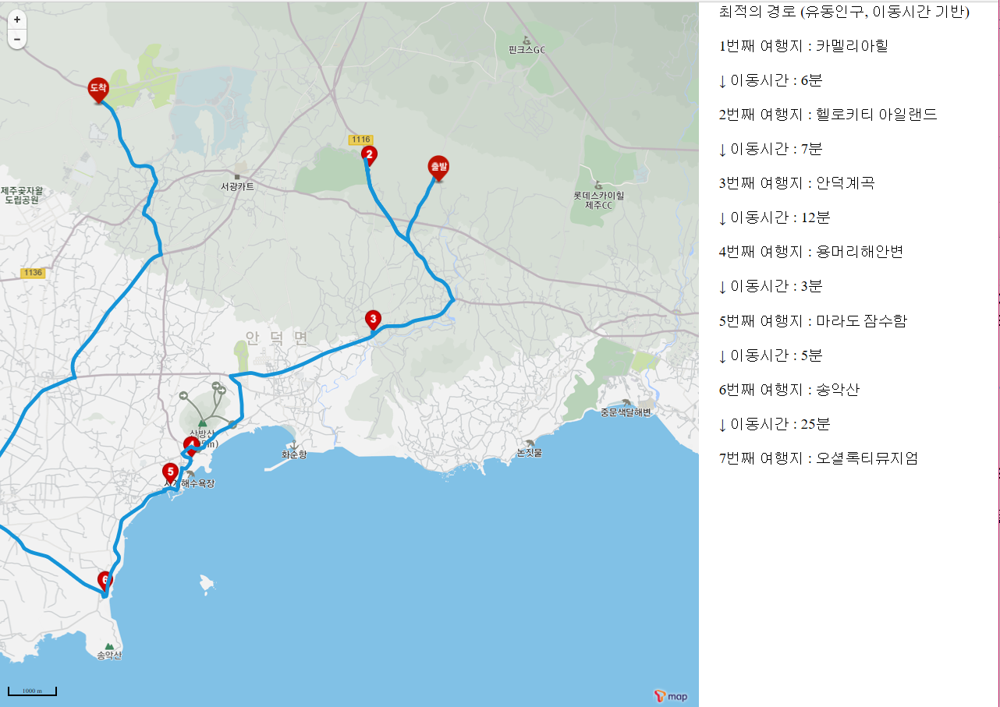 +
−
도착
핀크스GC
1116
2
출발
서광카트
제주곶자왈
도립공원
롯데스카이힐
제주CC
1136
3
안 덕 면
중문색달해변
산방산
4
화순항
논짓물
5
해수욕장
6
송악산
1000 m
T map
최적의 경로 (유동인구, 이동시간 기반)
1번째 여행지 : 카멜리아힐
↓ 이동시간 : 6분
2번째 여행지 : 헬로키티 아일랜드
↓ 이동시간 : 7분
3번째 여행지 : 안덕계곡
↓ 이동시간 : 12분
4번째 여행지 : 용머리해안변
↓ 이동시간 : 3분
5번째 여행지 : 마라도 잠수함
↓ 이동시간 : 5분
6번째 여행지 : 송악산
↓ 이동시간 : 25분
7번째 여행지 : 오셜록티뮤지엄